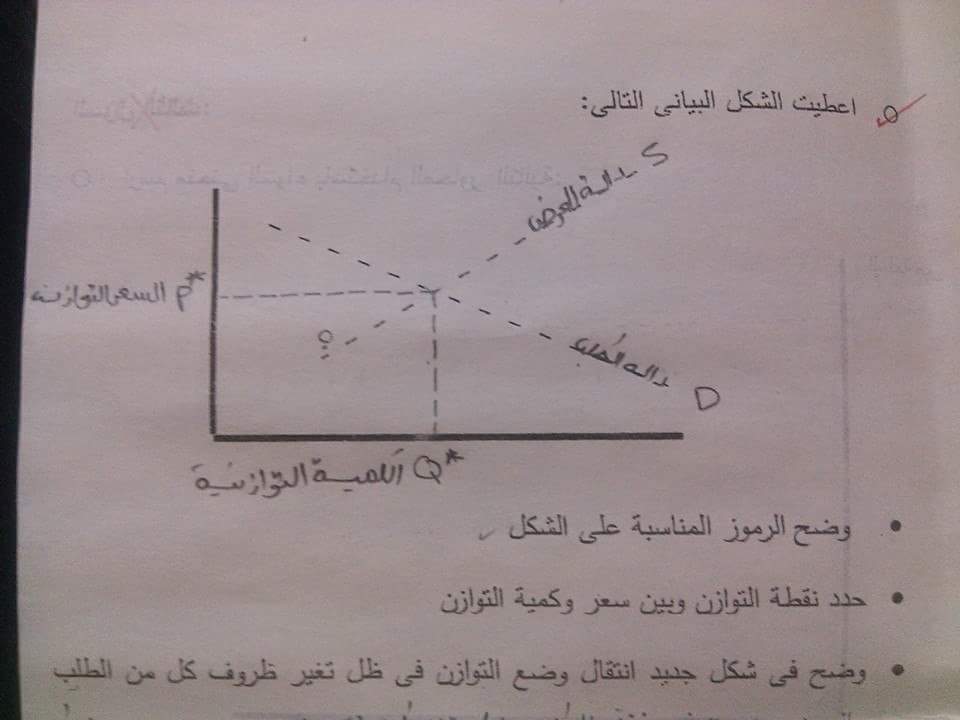 اعطيت الشكل البيانى التالى:
دالة العرض S
P* السعر التوازنى
؟
دالة الطلب D
Q* الكمية التوازنية
وضح الرموز المناسبة على الشكل
حدد نقطة التوازن وبين سعر وكمية التوازن
وضح فى شكل جديد انتقال وضع التوازن فى ظل تغير ظروف كل من الطلب